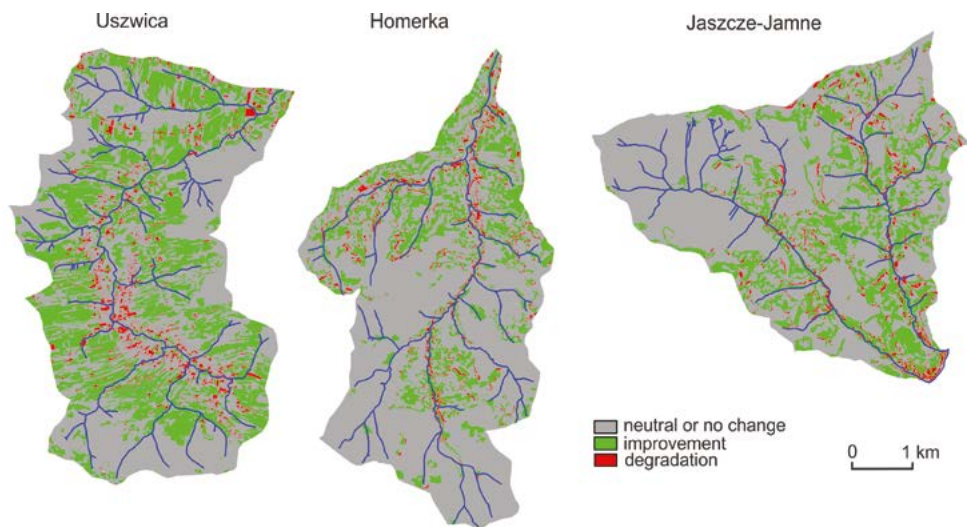 Uszwica
Homerka
Jaszcze-Jamne
neutral or no change
improvement
degradation
0 1 km